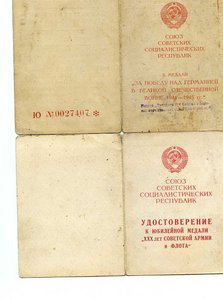 СОЮЗ
СОВЕТСКИХ
СОЦИАЛИСТИЧЕСКИХ
РЕСПУБЛИК
К МЕДАЛИ
"ЗА ПОБЕДУ НАД ГЕРМАНИЕЙ
В ВЕЛИКОЙ ОТЕЧЕСТВЕННОЙ
ВОЙНЕ 1941—1945 гг."
Ю № 0027407 *
СОЮЗ
СОВЕТСКИХ
СОЦИАЛИСТИЧЕСКИХ
РЕСПУБЛИК
УДОСТОВЕРЕНИЕ
К ЮБИЛЕЙНОЙ МЕДАЛИ
"XXX ЛЕТ СОВЕТСКОЙ АРМИИ
И ФЛОТА"